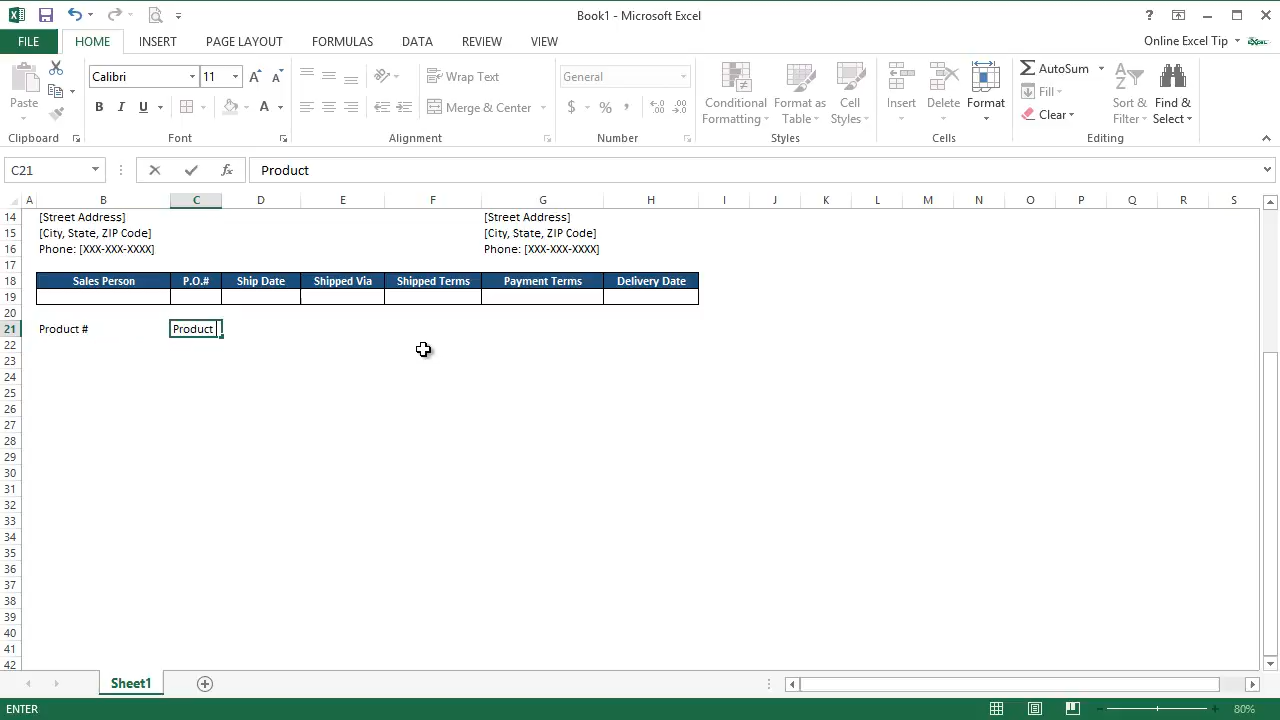 Book1 - Microsoft Excel
?
FILE HOME INSERT PAGE LAYOUT FORMULAS DATA REVIEW VIEW Online Excel Tip
Paste
Calibri 11 A A
Wrap Text
General
B I U A
Merge & Center
$ % ,
Conditional Formatting
Format as Table
Cell Styles
Insert Delete Format
AutoSum
Fill
Clear
Sort & Filter
Find & Select
Clipboard Font Alignment Number Styles Cells Editing
C21 fx Product
A B C D E F G H I J K L M N O P Q R S
14 [Street Address] [Street Address]
15 [City, State, ZIP Code] [City, State, ZIP Code]
16 Phone: [XXX-XXX-XXXX] Phone: [XXX-XXX-XXXX]
17
18 Sales Person P.O.# Ship Date Shipped Via Shipped Terms Payment Terms Delivery Date
19
20
21 Product # Product
22
23
24
25
26
27
28
29
30
31
32
33
34
35
36
37
38
39
40
41
42
Sheet1
ENTER 80%